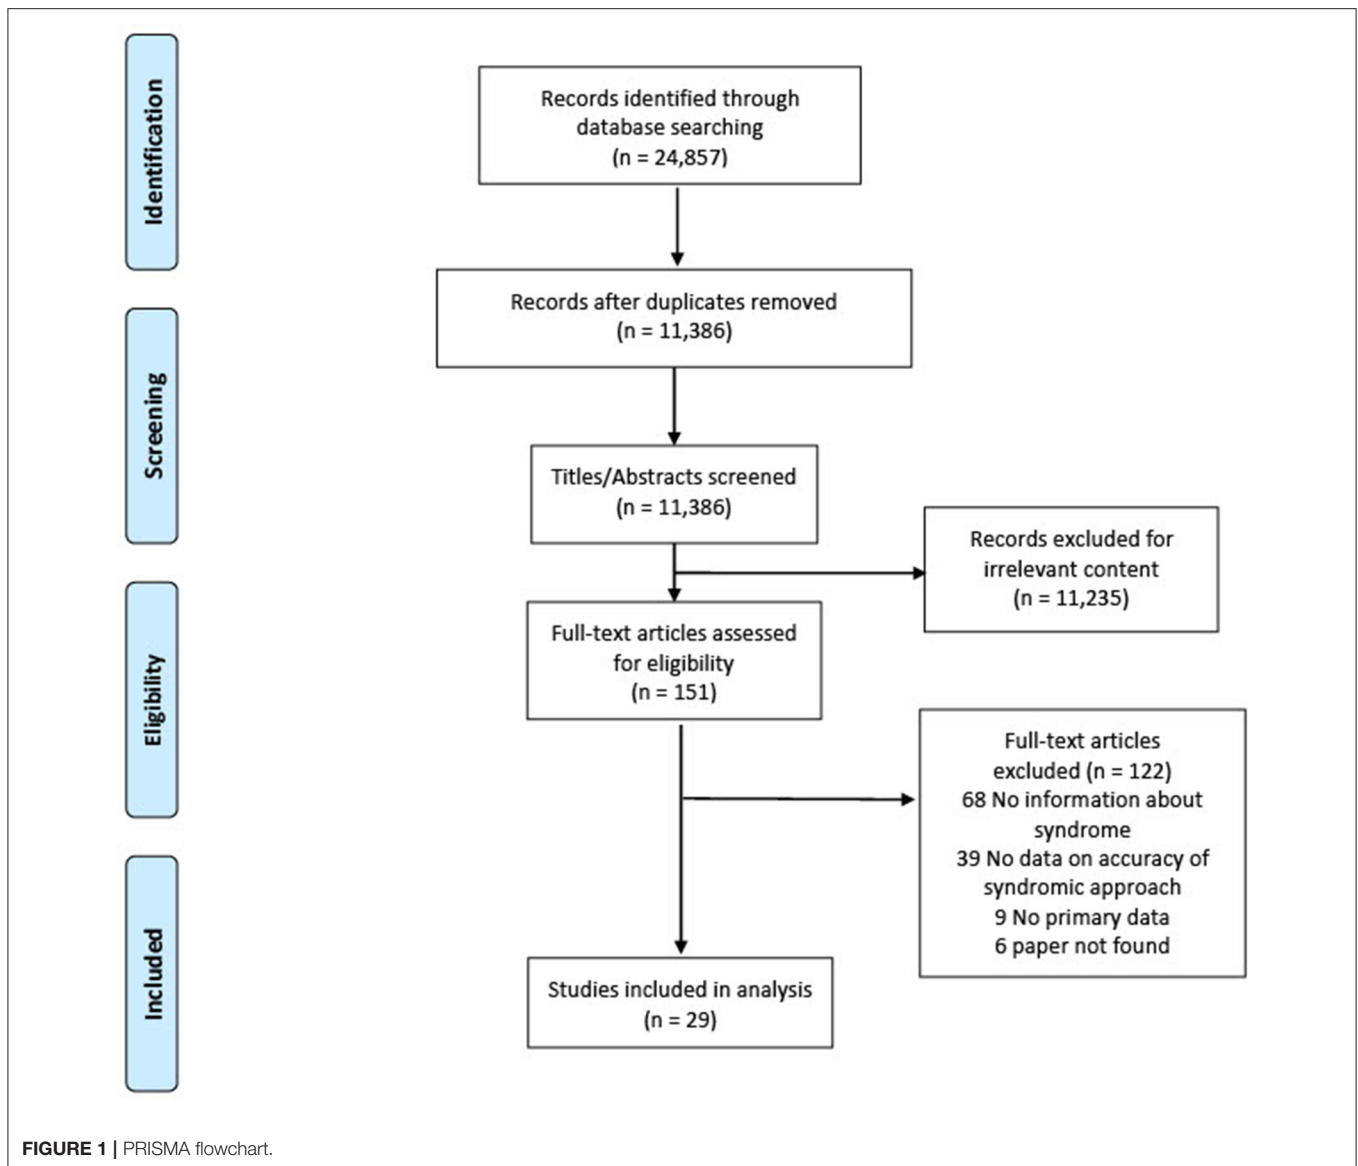 Identification
Records identified through
database searching
(n = 24,857)
Records after duplicates removed
(n = 11,386)
Screening
Titles/Abstracts screened
(n = 11,386)
Records excluded for
irrelevant content
(n = 11,235)
Eligibility
Full-text articles assessed
for eligibility
(n = 151)
Full-text articles
excluded (n = 122)
68 No information about
syndrome
39 No data on accuracy of
syndromic approach
9 No primary data
6 paper not found
Included
Studies included in analysis
(n = 29)
FIGURE 1 | PRISMA flowchart.